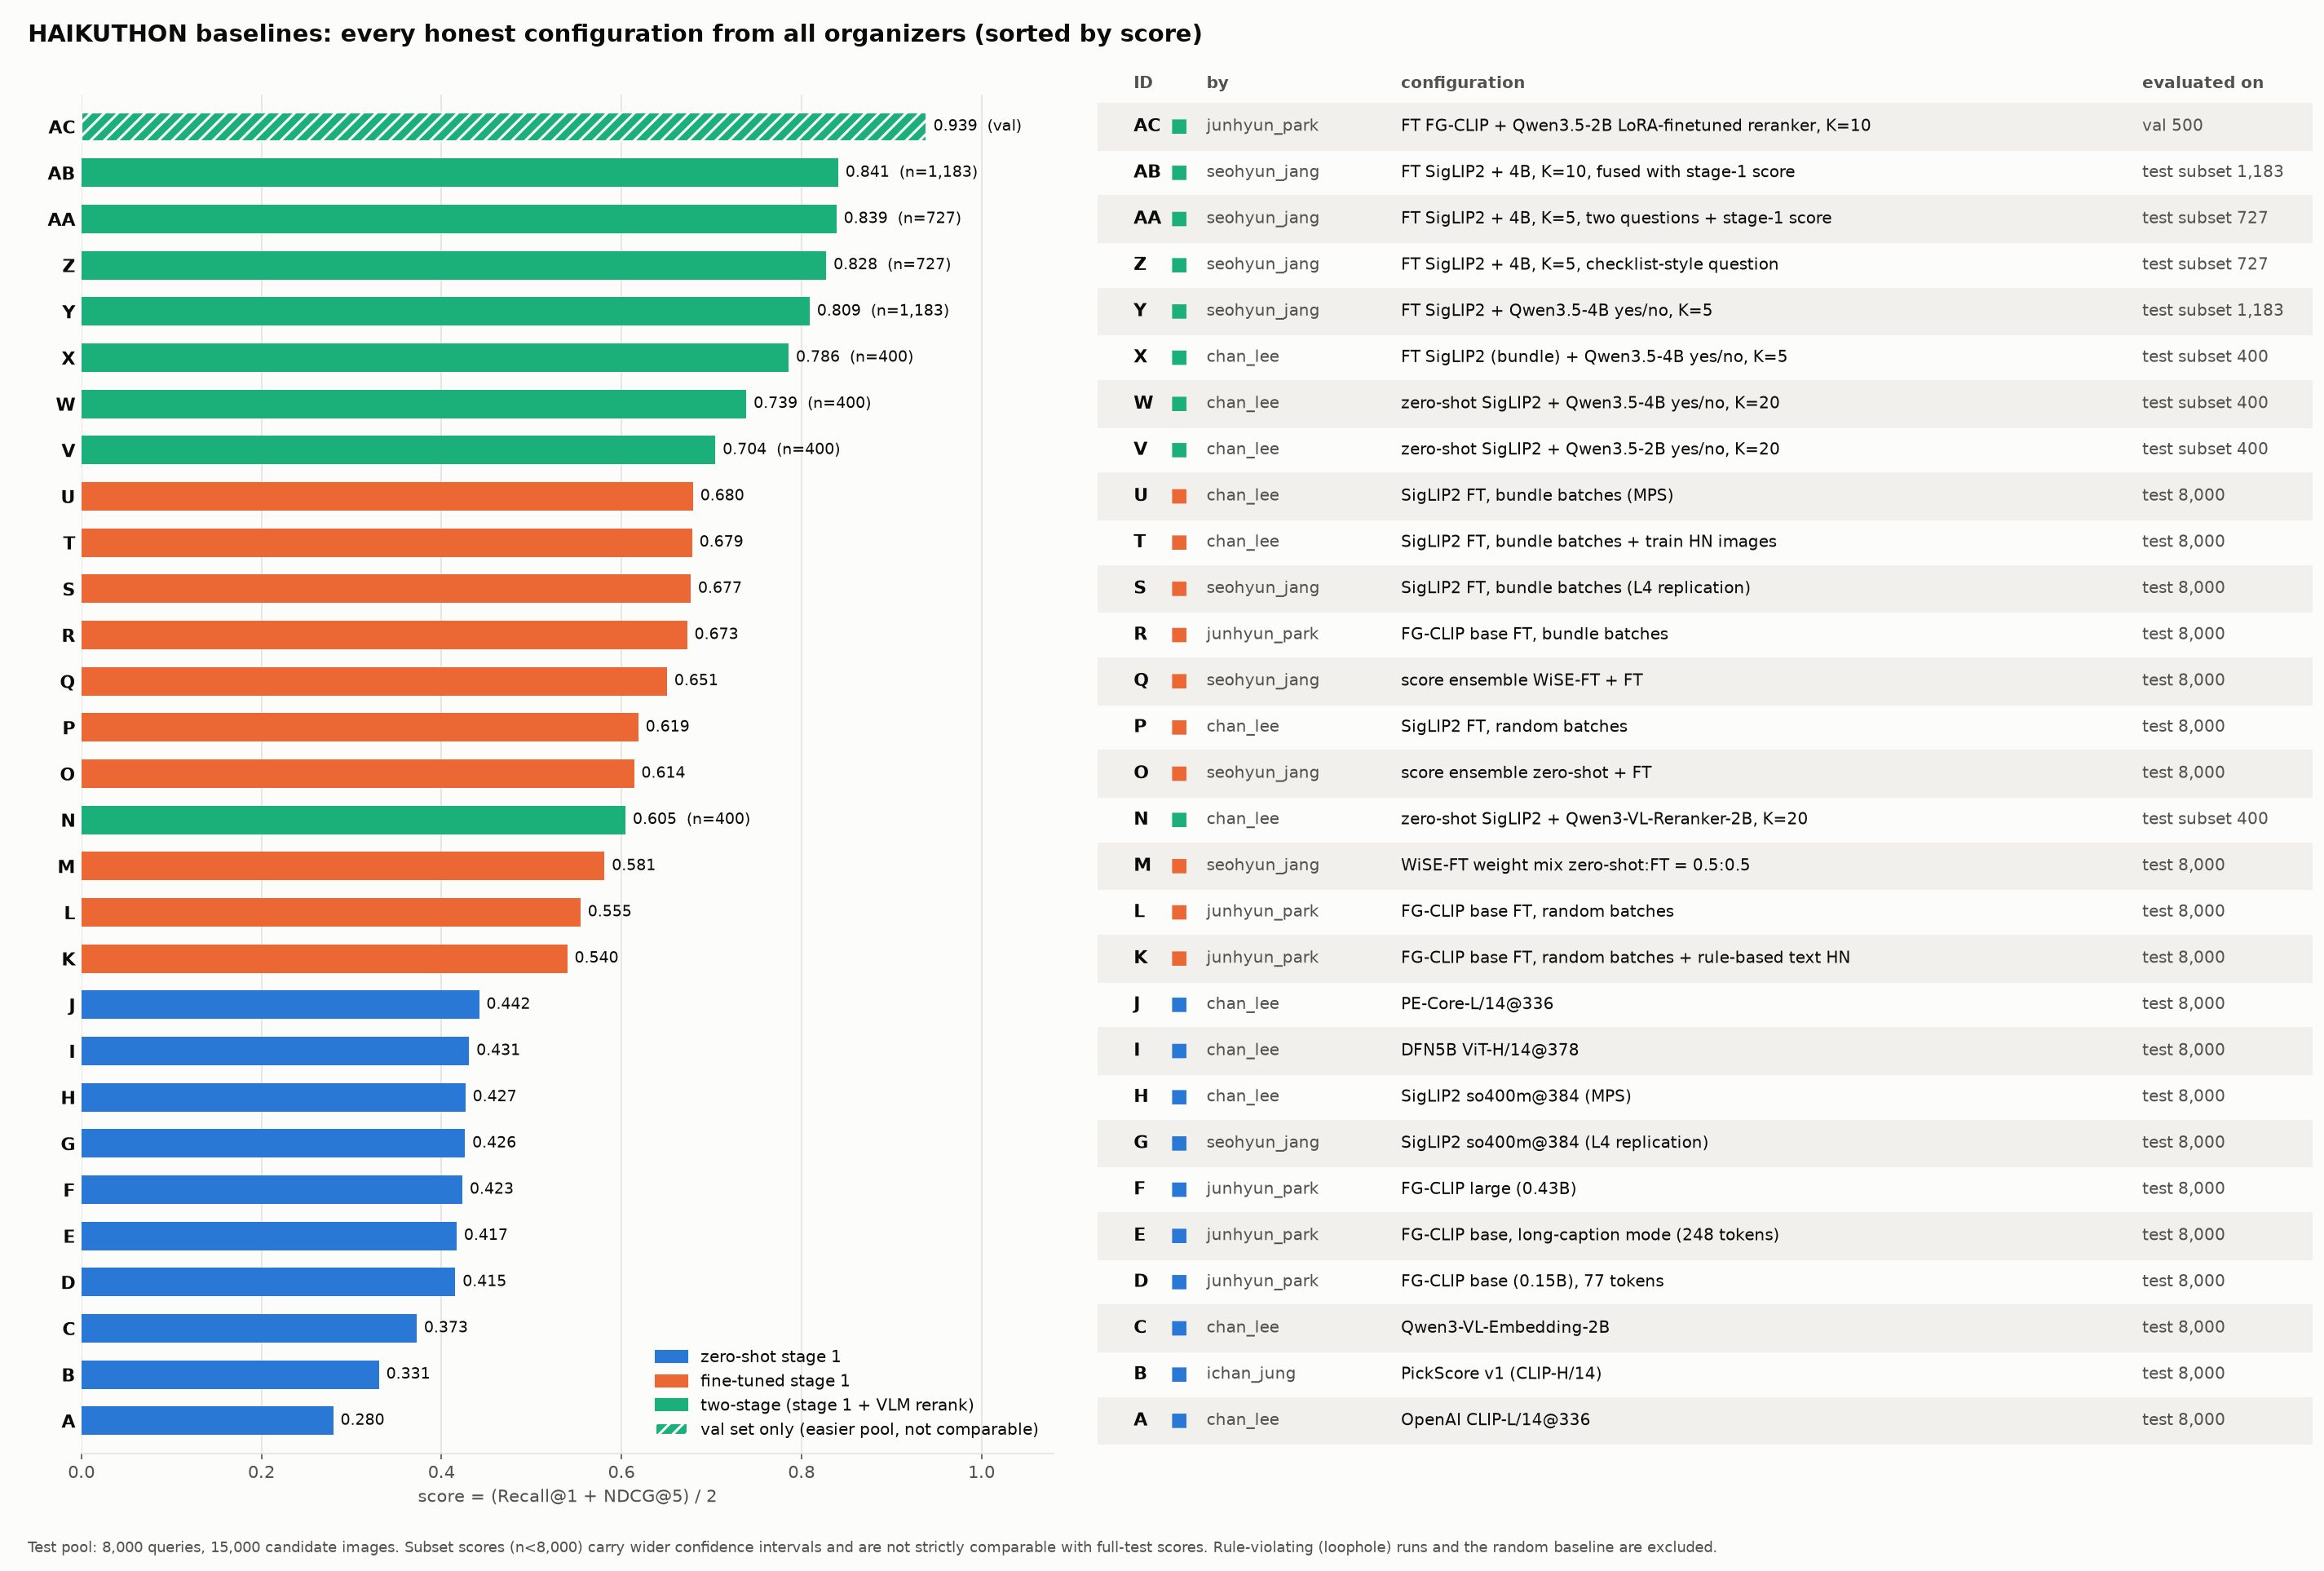 HAIKUTHON baselines: every honest configuration from all organizers (sorted by score)
ID by configuration evaluated on
AC 0.939 (val) AC junhyun_park FT FG-CLIP + Qwen3.5-2B LoRA-finetuned reranker, K=10 val 500
AB 0.841 (n=1,183) AB seohyun_jang FT SigLIP2 + 4B, K=10, fused with stage-1 score test subset 1,183
AA 0.839 (n=727) AA seohyun_jang FT SigLIP2 + 4B, K=5, two questions + stage-1 score test subset 727
Z 0.828 (n=727) Z seohyun_jang FT SigLIP2 + 4B, K=5, checklist-style question test subset 727
Y 0.809 (n=1,183) Y seohyun_jang FT SigLIP2 + Qwen3.5-4B yes/no, K=5 test subset 1,183
X 0.786 (n=400) X chan_lee FT SigLIP2 (bundle) + Qwen3.5-4B yes/no, K=5 test subset 400
W 0.739 (n=400) W chan_lee zero-shot SigLIP2 + Qwen3.5-4B yes/no, K=20 test subset 400
V 0.704 (n=400) V chan_lee zero-shot SigLIP2 + Qwen3.5-2B yes/no, K=20 test subset 400
U 0.680 U chan_lee SigLIP2 FT, bundle batches (MPS) test 8,000
T 0.679 T chan_lee SigLIP2 FT, bundle batches + train HN images test 8,000
S 0.677 S seohyun_jang SigLIP2 FT, bundle batches (L4 replication) test 8,000
R 0.673 R junhyun_park FG-CLIP base FT, bundle batches test 8,000
Q 0.651 Q seohyun_jang score ensemble WiSE-FT + FT test 8,000
P 0.619 P chan_lee SigLIP2 FT, random batches test 8,000
O 0.614 O seohyun_jang score ensemble zero-shot + FT test 8,000
N 0.605 (n=400) N chan_lee zero-shot SigLIP2 + Qwen3-VL-Reranker-2B, K=20 test subset 400
M 0.581 M seohyun_jang WiSE-FT weight mix zero-shot:FT = 0.5:0.5 test 8,000
L 0.555 L junhyun_park FG-CLIP base FT, random batches test 8,000
K 0.540 K junhyun_park FG-CLIP base FT, random batches + rule-based text HN test 8,000
J 0.442 J chan_lee PE-Core-L/14@336 test 8,000
I 0.431 I chan_lee DFN5B ViT-H/14@378 test 8,000
H 0.427 H chan_lee SigLIP2 so400m@384 (MPS) test 8,000
G 0.426 G seohyun_jang SigLIP2 so400m@384 (L4 replication) test 8,000
F 0.423 F junhyun_park FG-CLIP large (0.43B) test 8,000
E 0.417 E junhyun_park FG-CLIP base, long-caption mode (248 tokens) test 8,000
D 0.415 D junhyun_park FG-CLIP base (0.15B), 77 tokens test 8,000
C 0.373 C chan_lee Qwen3-VL-Embedding-2B test 8,000
B 0.331 B ichan_jung PickScore v1 (CLIP-H/14) test 8,000
A 0.280 A chan_lee OpenAI CLIP-L/14@336 test 8,000
zero-shot stage 1
fine-tuned stage 1
two-stage (stage 1 + VLM rerank)
val set only (easier pool, not comparable)
0.0 0.2 0.4 0.6 0.8 1.0
score = (Recall@1 + NDCG@5) / 2
Test pool: 8,000 queries, 15,000 candidate images. Subset scores (n<8,000) carry wider confidence intervals and are not strictly comparable with full-test scores. Rule-violating (loophole) runs and the random baseline are excluded.